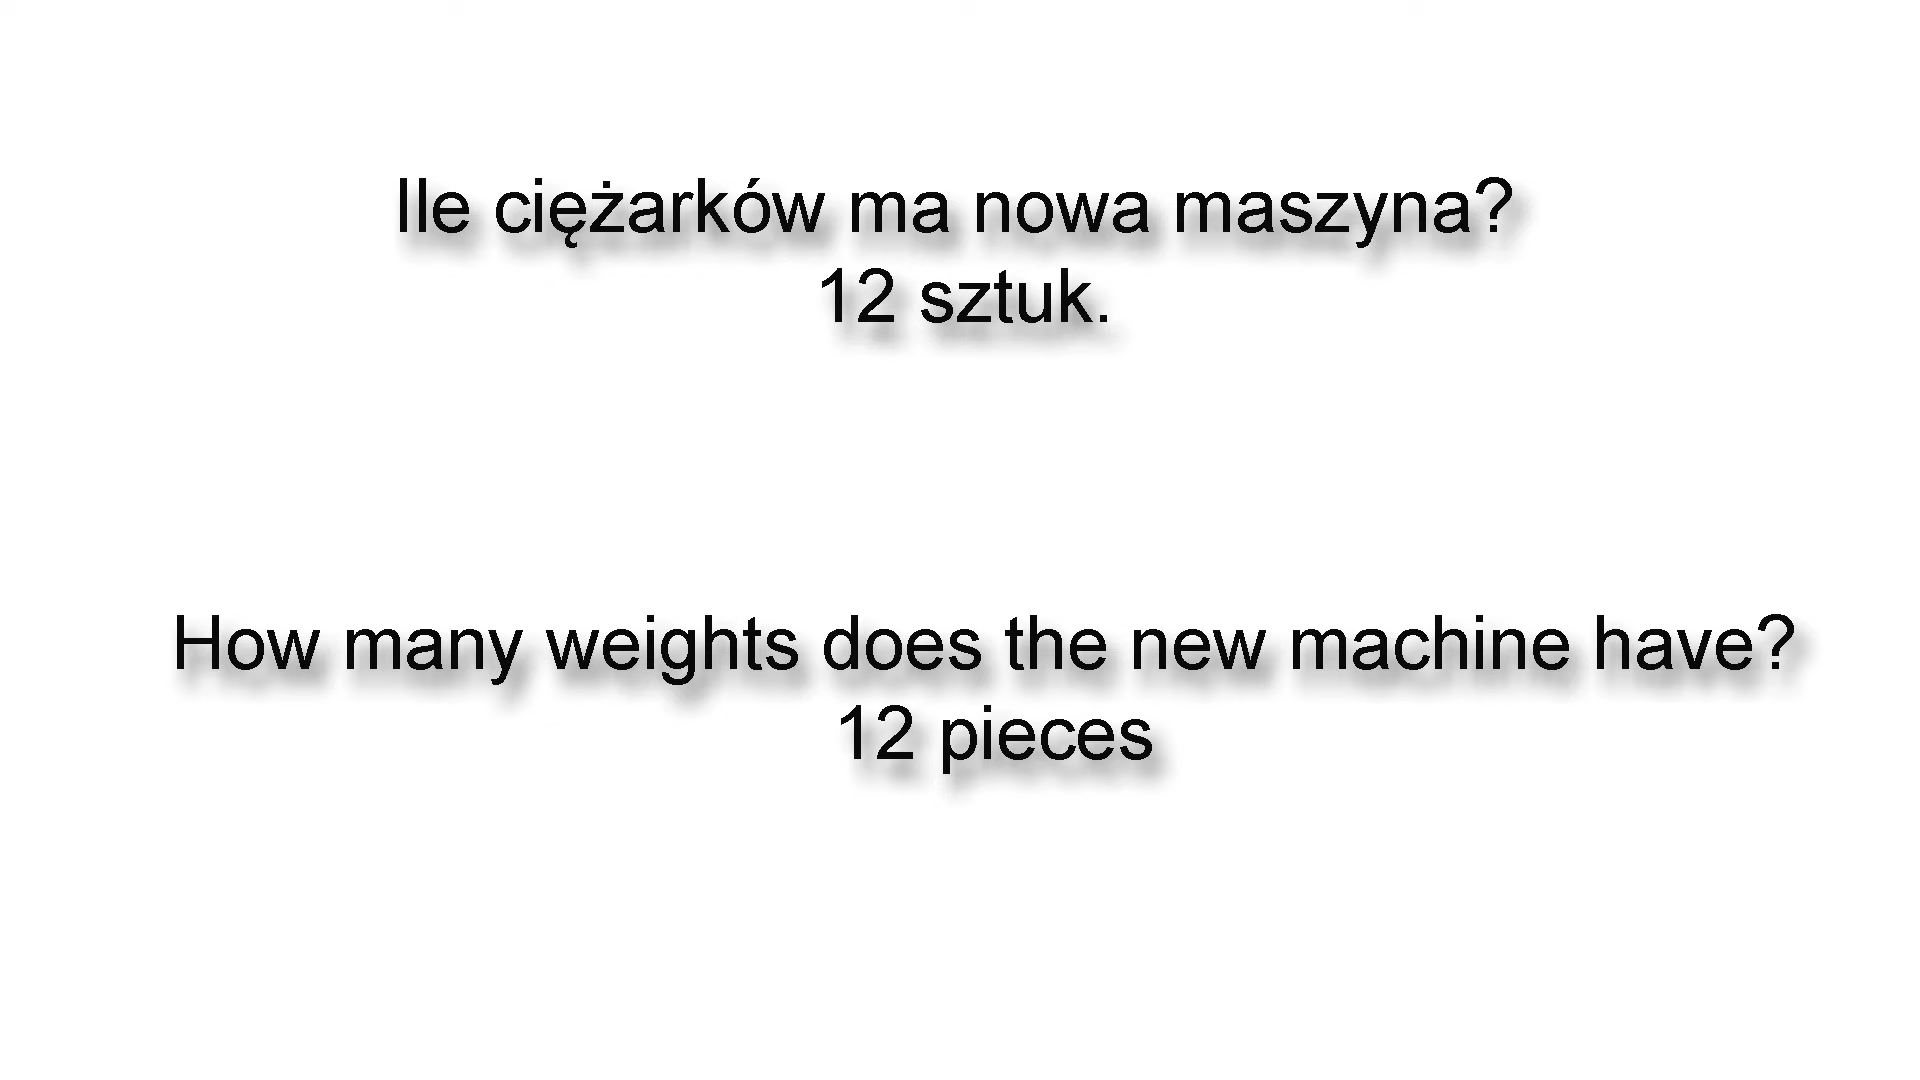 Ile ciężarków ma nowa maszyna?
12 sztuk.
How many weights does the new machine have?
12 pieces